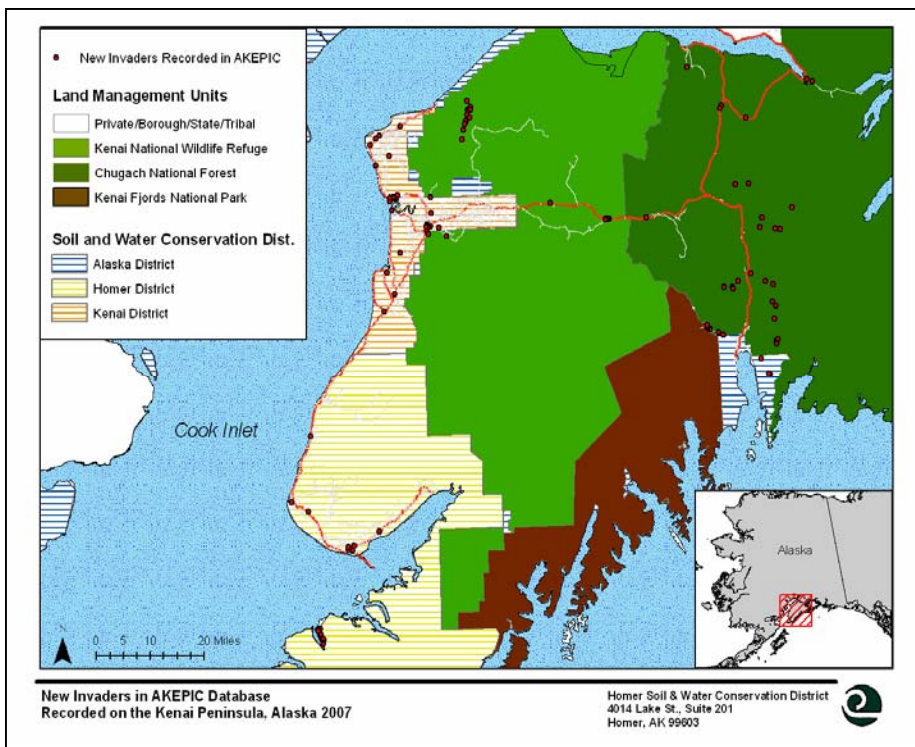 New Invaders Recorded in AKEPIC
Land Management Units
Private/Borough/State/Tribal
Kenai National Wildlife Refuge
Chugach National Forest
Kenai Fjords National Park
Soil and Water Conservation Dist.
Alaska District
Homer District
Kenai District
Cook Inlet
Alaska
N
0 5 10 20 Miles
New Invaders in AKEPIC Database
Recorded on the Kenai Peninsula, Alaska 2007
Homer Soil & Water Conservation District
4014 Lake St., Suite 201
Homer, AK 99603